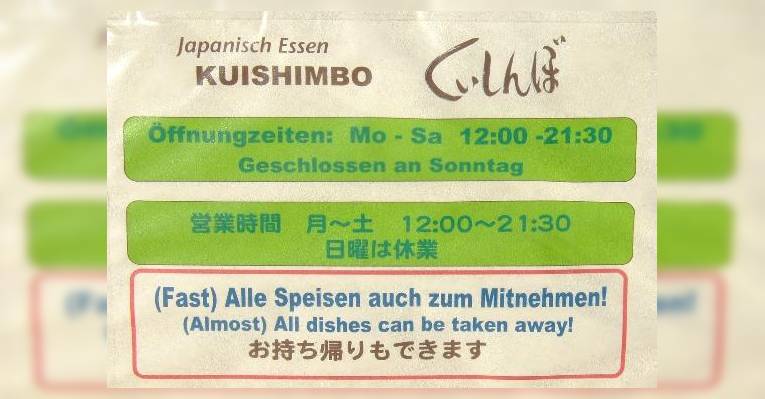 Japanisch Essen
KUISHIMBO
くいしんぼ
Öffnungzeiten: Mo - Sa 12:00 -21:30
Geschlossen an Sonntag
営業時間 月～土 12:00～21:30
日曜は休業
(Fast) Alle Speisen auch zum Mitnehmen!
(Almost) All dishes can be taken away!
お持ち帰りもできます